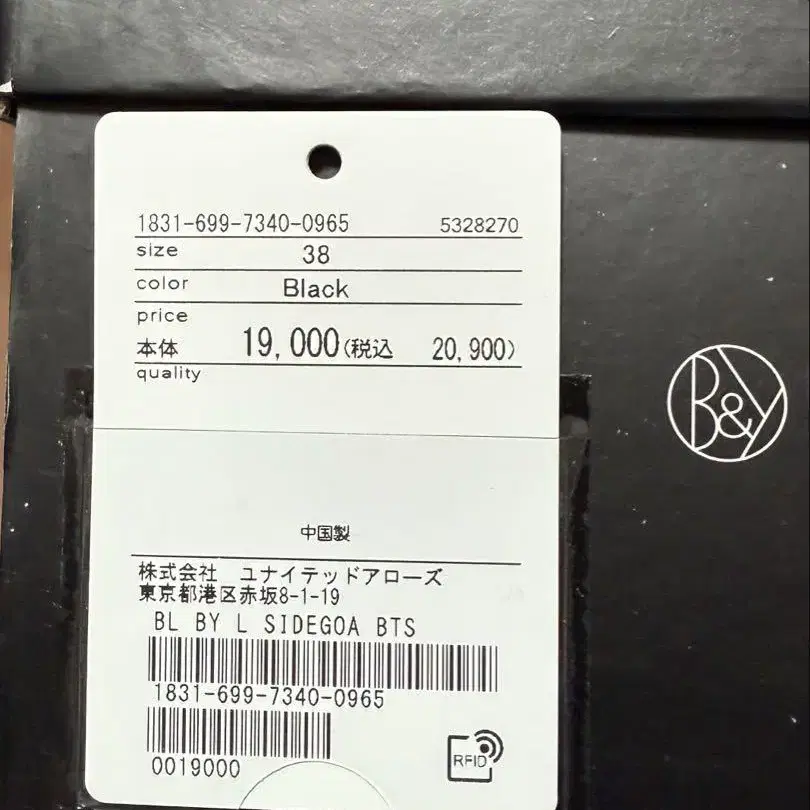 1831-699-7340-0965 5328270
size 38
color Black
price
本体 19,000(税込 20,900)
quality
中国製
株式会社 ユナイテッドアローズ
東京都港区赤坂8-1-19
BL BY L SIDEGOA BTS
1831-699-7340-0965
0019000
RFID
B&Y